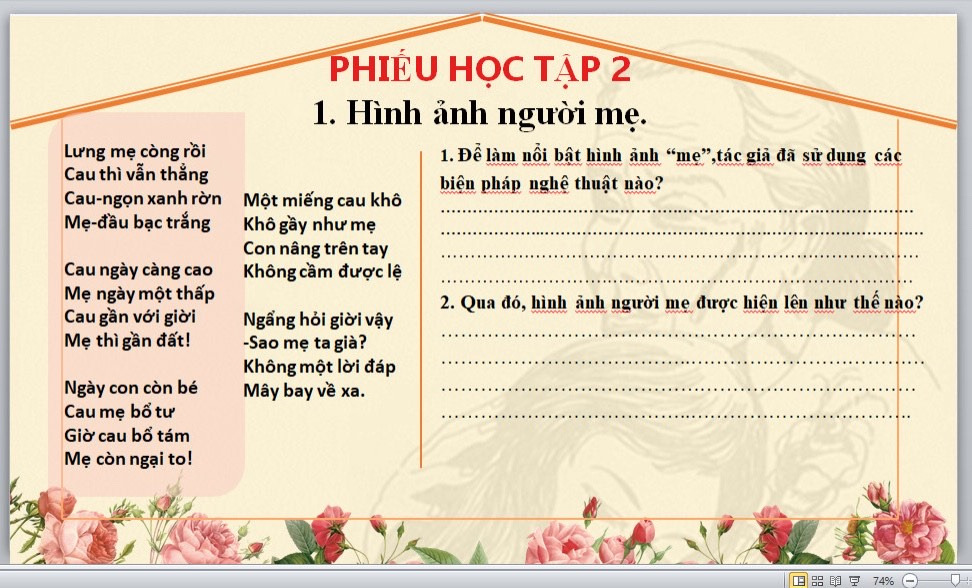 PHIẾU HỌC TẬP 2
1. Hình ảnh người mẹ.
Lưng mẹ còng rồi
Cau thì vẫn thẳng
Cau-ngọn xanh rờn
Mẹ-đầu bạc trắng
Cau ngày càng cao
Mẹ ngày một thấp
Cau gần với giời
Mẹ thì gần đất!
Ngày con còn bé
Cau mẹ bổ tư
Giờ cau bổ tám
Mẹ còn ngại to!
Một miếng cau khô
Khô gầy như mẹ
Con nâng trên tay
Không cầm được lệ
Ngẩng hỏi giời vậy
-Sao mẹ ta già?
Không một lời đáp
Mây bay về xa.
1. Để làm nổi bật hình ảnh “mẹ”,tác giả đã sử dụng các
biện pháp nghệ thuật nào?
2. Qua đó, hình ảnh người mẹ được hiện lên như thế nào?
74%